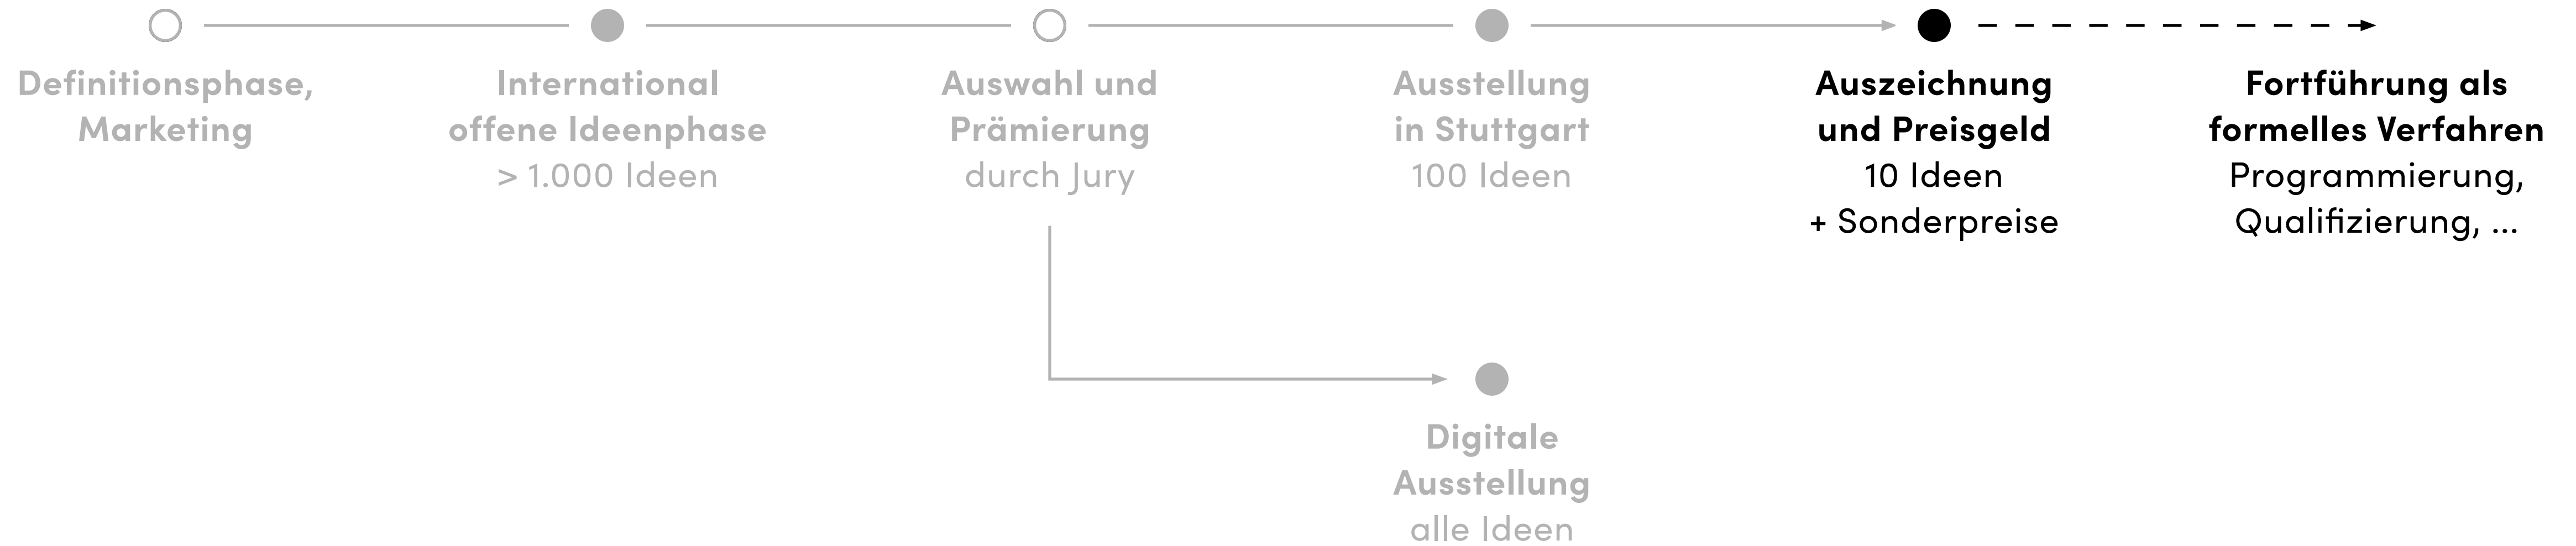 Definitionsphase,
Marketing
International
offene Ideenphase
> 1.000 Ideen
Auswahl und
Prämierung
durch Jury
Ausstellung
in Stuttgart
100 Ideen
Auszeichnung
und Preisgeld
10 Ideen
+ Sonderpreise
Fortführung als
formelles Verfahren
Programmierung,
Qualifizierung, ...
Digitale
Ausstellung
alle Ideen